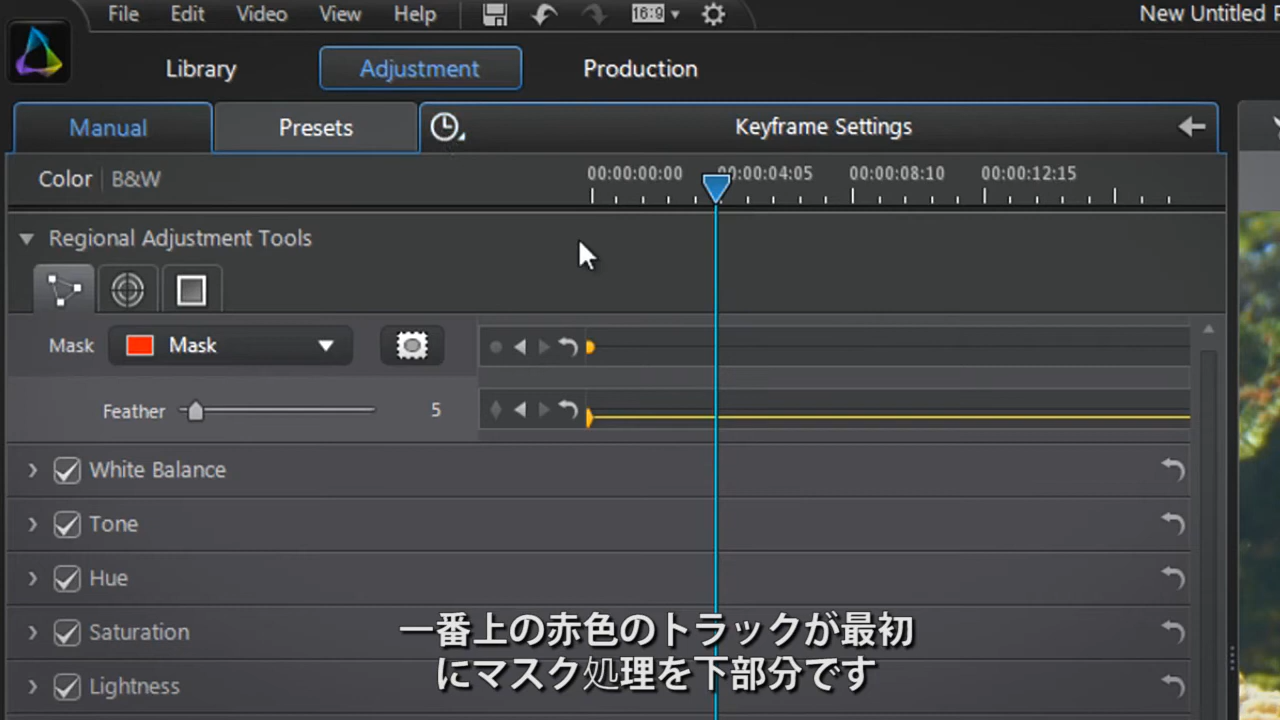 File Edit Video View Help 16:9 New Untitled P
Library Adjustment Production
Manual Presets Keyframe Settings
Color B&W 00:00:00:00 00:00:04:05 00:00:08:10 00:00:12:15
Regional Adjustment Tools
Mask Mask
Feather 5
White Balance
Tone
Hue
Saturation
Lightness
一番上の赤色のトラックが最初
にマスク処理を下部分です